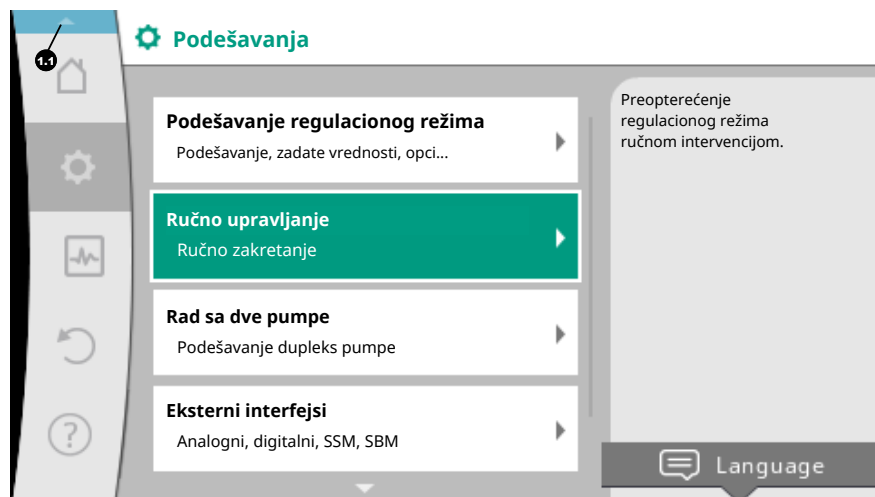 1.1
Podešavanja
Podešavanje regulacionog režima
Podešavanje, zadate vrednosti, opci...
Ručno upravljanje
Ručno zakretanje
Rad sa dve pumpe
Podešavanje dupleks pumpe
Eksterni interfejsi
Analogni, digitalni, SSM, SBM
Preopterećenje
regulacionog režima
ručnom intervencijom.
?
Language